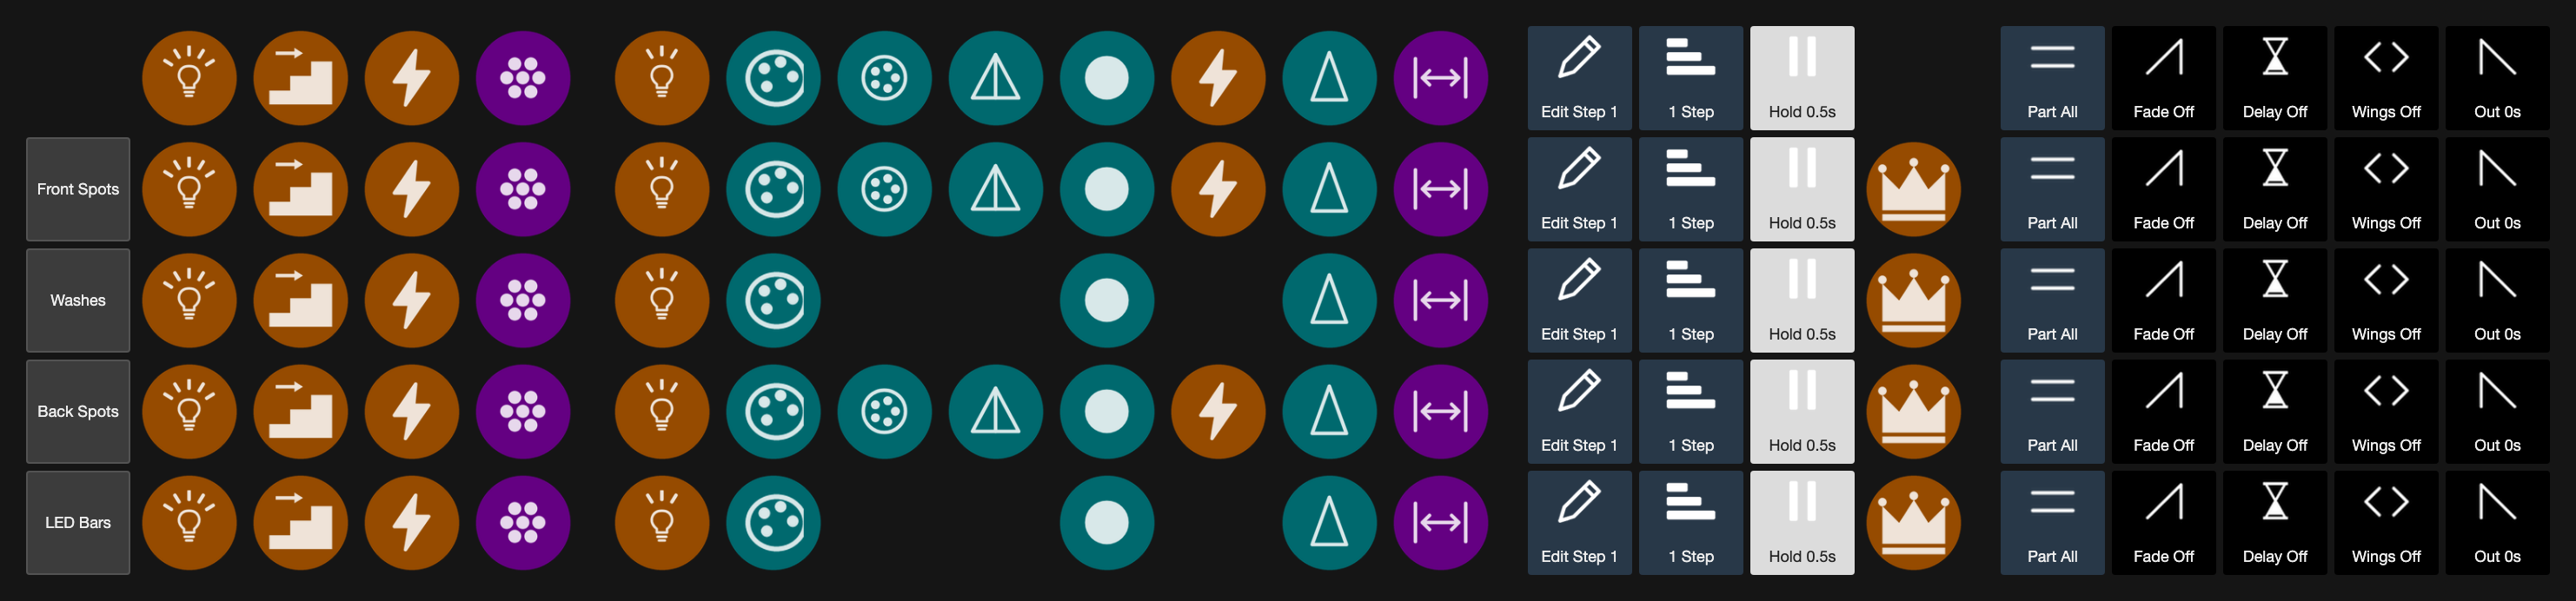 Edit Step 1 1 Step Hold 0.5s Part All Fade Off Delay Off Wings Off Out 0s
Front Spots Edit Step 1 1 Step Hold 0.5s Part All Fade Off Delay Off Wings Off Out 0s
Washes Edit Step 1 1 Step Hold 0.5s Part All Fade Off Delay Off Wings Off Out 0s
Back Spots Edit Step 1 1 Step Hold 0.5s Part All Fade Off Delay Off Wings Off Out 0s
LED Bars Edit Step 1 1 Step Hold 0.5s Part All Fade Off Delay Off Wings Off Out 0s